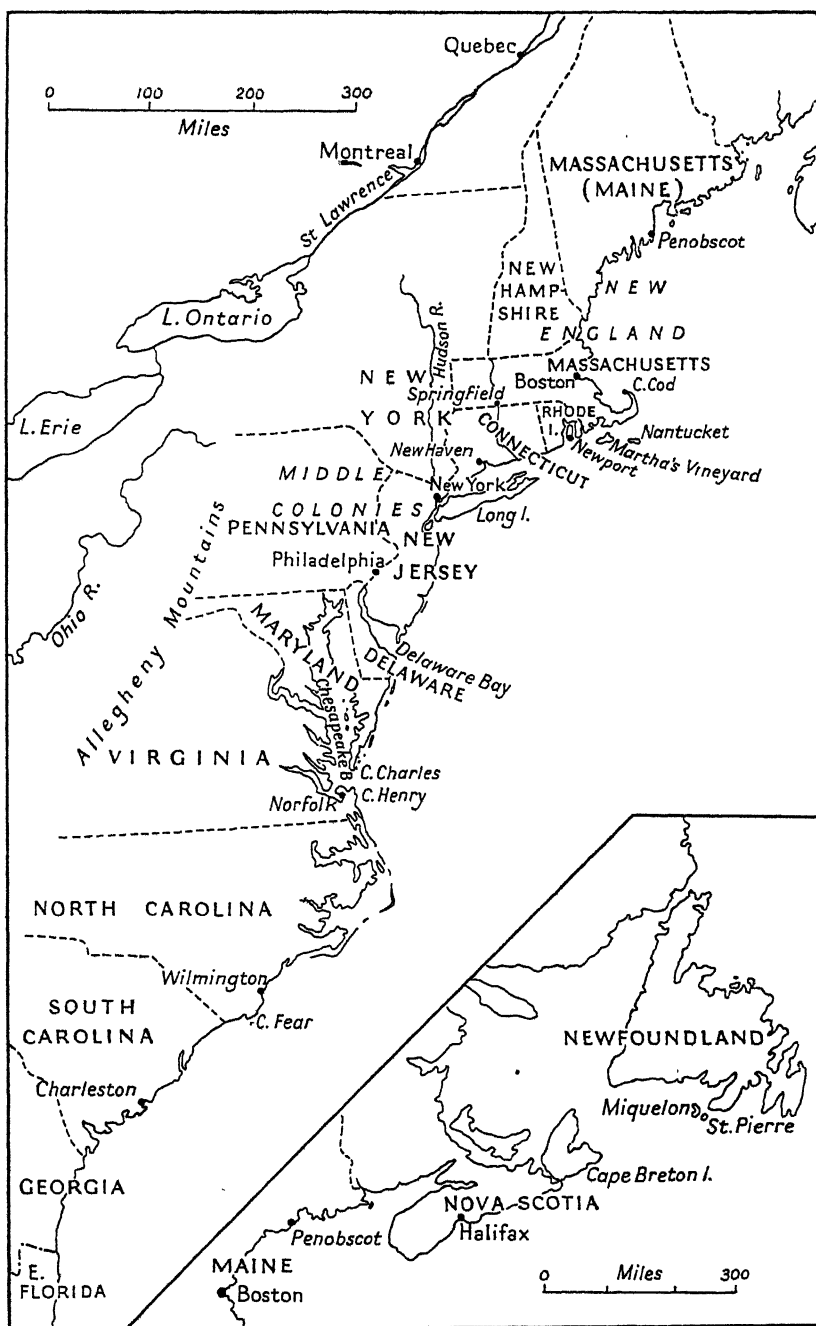 Quebec
0 100 200 300
Miles
Montreal
St Lawrence
MASSACHUSETTS
(MAINE)
Penobscot
NEW
HAMP-
SHIRE
NEW
ENGLAND
L. Ontario
Hudson R.
MASSACHUSETTS
Boston
C. Cod
NEW
YORK
Springfield
L. Erie
RHODE
I.
CONNECTICUT
Nantucket
Newport
Martha's Vineyard
New Haven
MIDDLE
COLONIES
New York
Long I.
PENNSYLVANIA
NEW
JERSEY
Philadelphia
Ohio R.
Allegheny Mountains
MARYLAND
Delaware Bay
DELAWARE
Chesapeake B.
VIRGINIA
C. Charles
C. Henry
Norfolk
NORTH CAROLINA
Wilmington
C. Fear
SOUTH
CAROLINA
Charleston
GEORGIA
E.
FLORIDA
NEWFOUNDLAND
Miquelon
St. Pierre
Cape Breton I.
NOVA SCOTIA
Halifax
Penobscot
MAINE
Boston
0 Miles 300